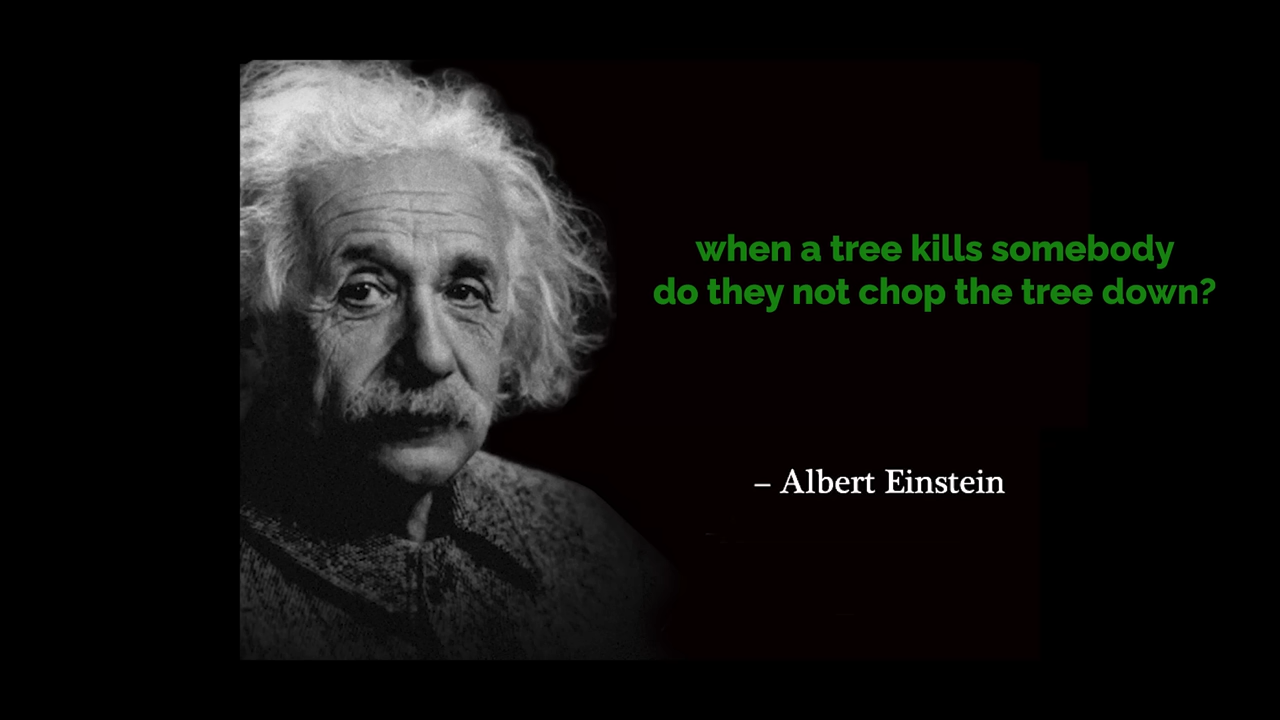 when a tree kills somebody
do they not chop the tree down?
– Albert Einstein